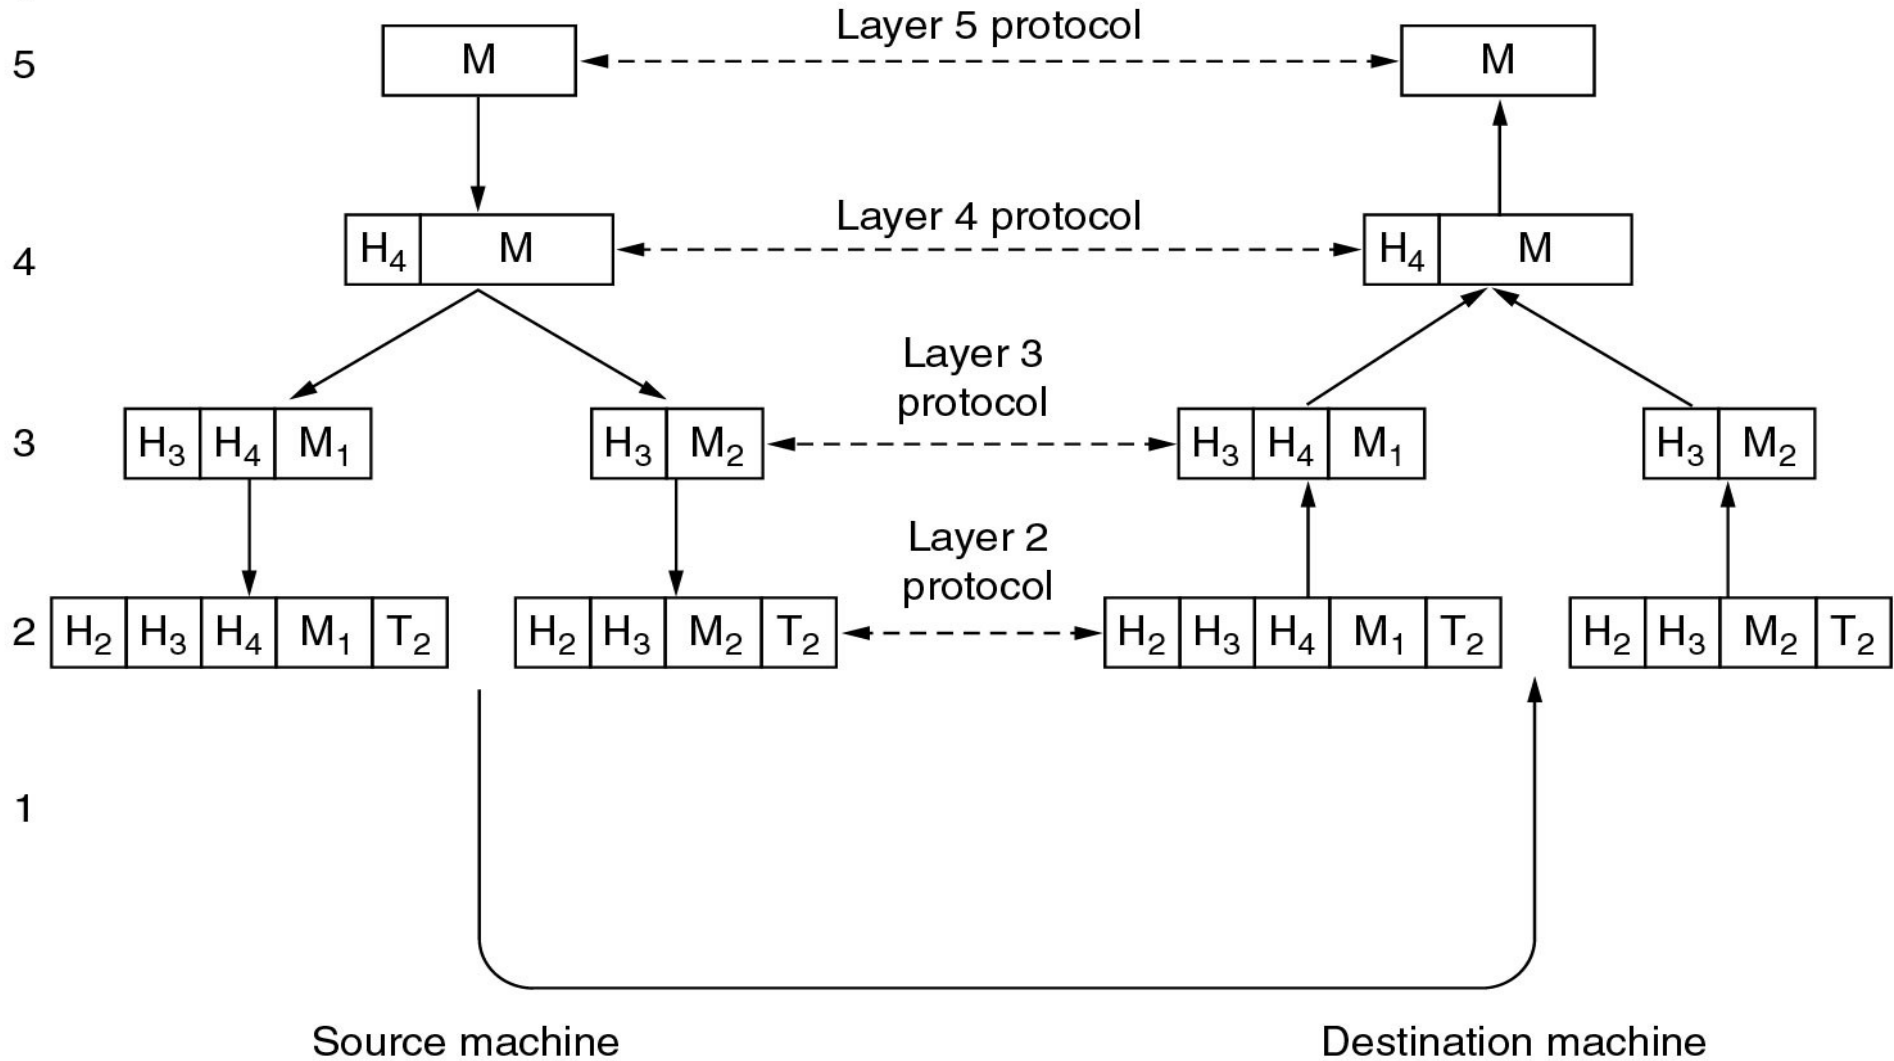 Layer 5 protocol
5 M M
Layer 4 protocol
4 H₄ M H₄ M
Layer 3
protocol
3 H₃ H₄ M₁ H₃ M₂ H₃ H₄ M₁ H₃ M₂
Layer 2
protocol
2 H₂ H₃ H₄ M₁ T₂ H₂ H₃ M₂ T₂ H₂ H₃ H₄ M₁ T₂ H₂ H₃ M₂ T₂
1
Source machine Destination machine